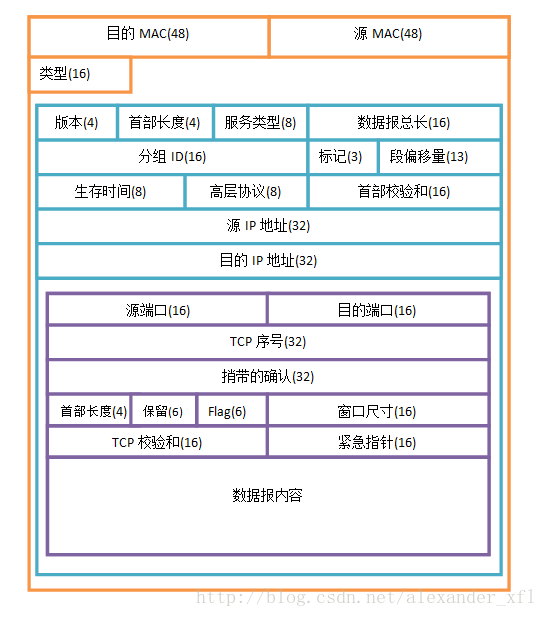 目的 MAC(48) 源 MAC(48)
类型(16)
版本(4) 首部长度(4) 服务类型(8) 数据报总长(16)
分组 ID(16) 标记(3) 段偏移量(13)
生存时间(8) 高层协议(8) 首部校验和(16)
源 IP 地址(32)
目的 IP 地址(32)
源端口(16) 目的端口(16)
TCP 序号(32)
捎带的确认(32)
首部长度(4) 保留(6) Flag(6) 窗口尺寸(16)
TCP 校验和(16) 紧急指针(16)
数据报内容
http://blog.csdn.net/alexander_xfl